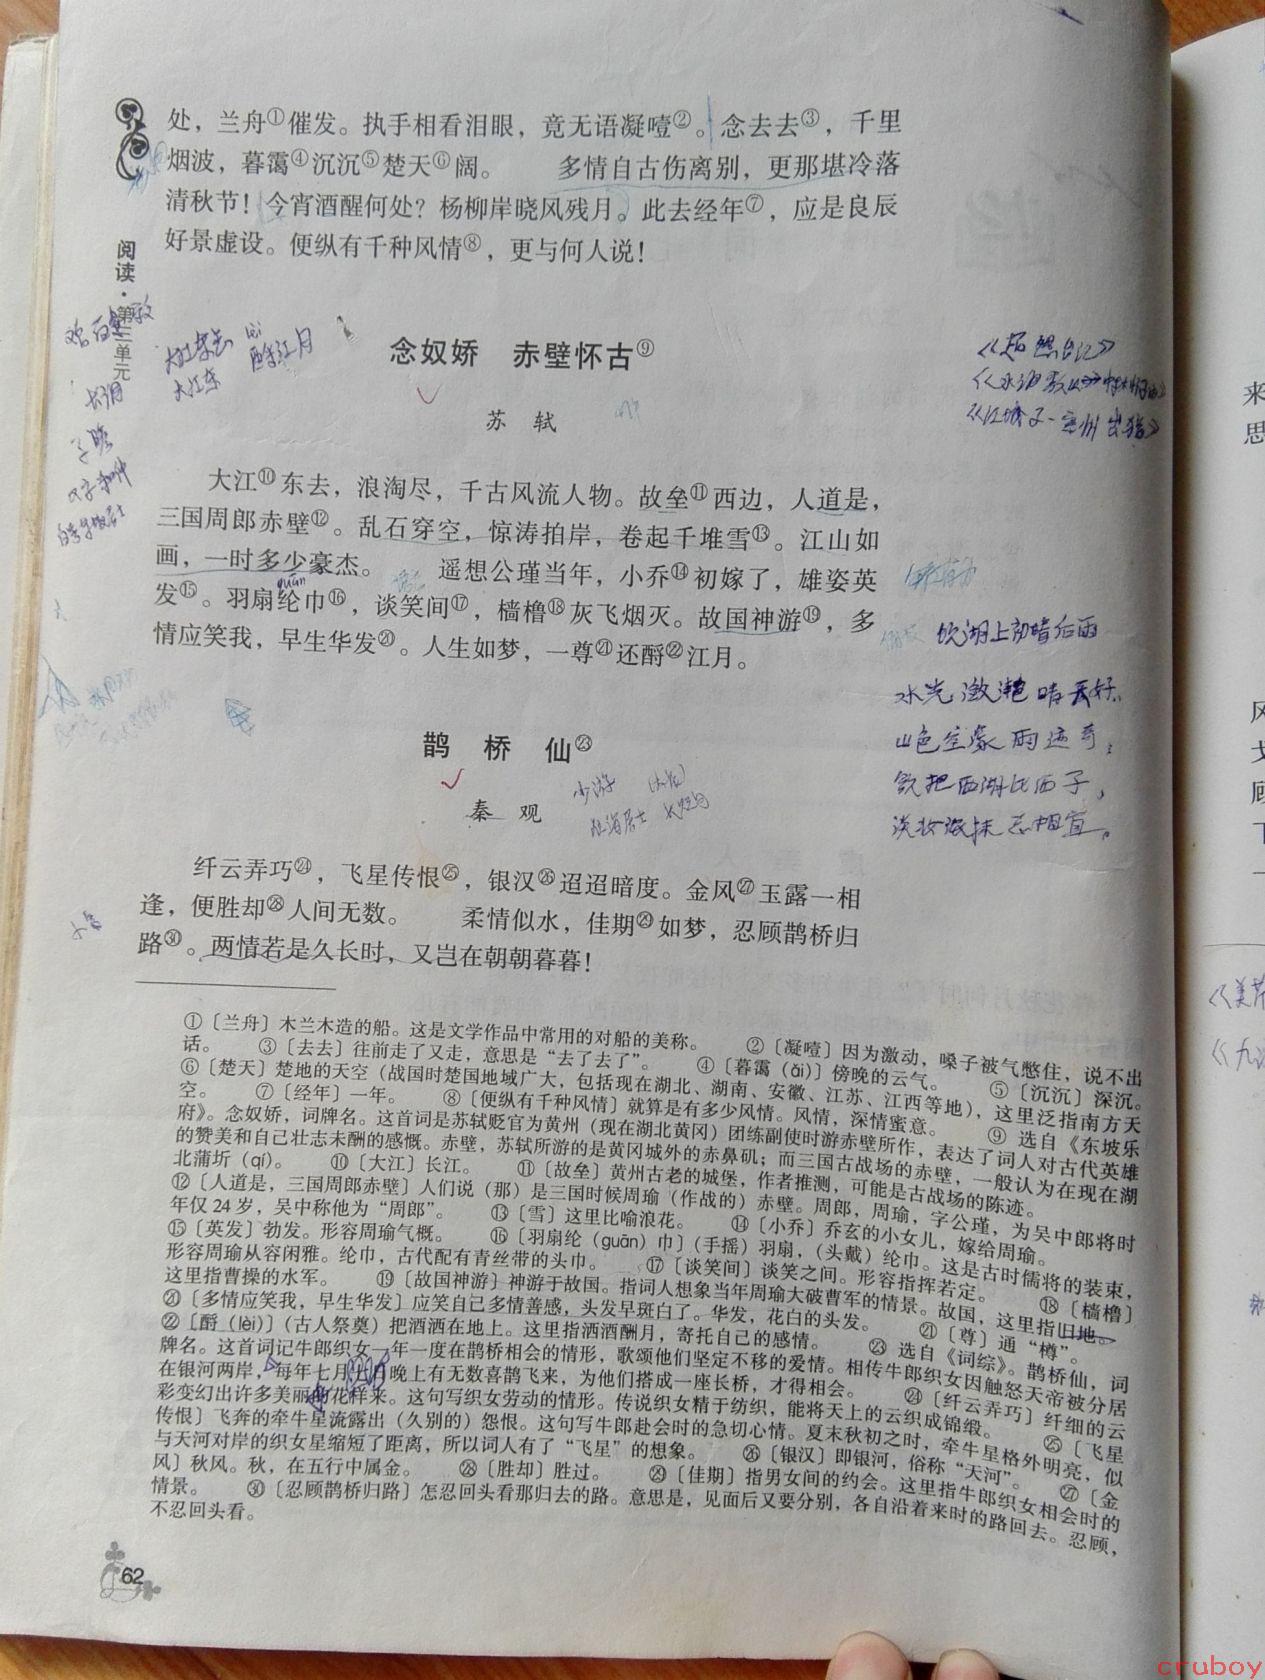 处，兰舟①催发。执手相看泪眼，竟无语凝噎②。念去去③，千里
烟波，暮霭④沉沉⑤楚天⑥阔。 多情自古伤离别，更那堪冷落
清秋节！今宵酒醒何处？杨柳岸晓风残月。此去经年⑦，应是良辰
好景虚设。便纵有千种风情⑧，更与何人说！
阅读·第三单元
念奴娇 赤壁怀古⑨
苏 轼
大江⑩东去，浪淘尽，千古风流人物。故垒⑪西边，人道是，
三国周郎赤壁⑫。乱石穿空，惊涛拍岸，卷起千堆雪⑬。江山如
画，一时多少豪杰。 遥想公瑾当年，小乔⑭初嫁了，雄姿英
guān
发⑮。羽扇纶巾⑯，谈笑间⑰，樯橹⑱灰飞烟灭。故国神游⑲，多
情应笑我，早生华发⑳。人生如梦，一尊㉑还酹㉒江月。
饮湖上初晴后雨
水光潋滟晴
山色空蒙雨
把西湖比西子，
淡妆浓抹总相宜。
鹊 桥 仙㉓
秦 观
少游
纤云弄巧㉔，飞星传恨㉕，银汉㉖迢迢暗度。金风㉗玉露一相
逢，便胜却㉘人间无数。 柔情似水，佳期㉙如梦，忍顾鹊桥归
路㉚。两情若是久长时，又岂在朝朝暮暮！
①〔兰舟〕木兰木造的船。这是文学作品中常用的对船的美称。 ②〔凝噎〕因为激动，嗓子被气憋住，说不出
话。 ③〔去去〕往前走了又走，意思是“去了去了”。 ④〔暮霭（ǎi）〕傍晚的云气。 ⑤〔沉沉〕深沉。
⑥〔楚天〕楚地的天空（战国时楚国地域广大，包括现在湖北、湖南、安徽、江苏、江西等地），这里泛指南方天
空。 ⑦〔经年〕一年。 ⑧〔便纵有千种风情〕就算是有多少风情。风情，深情蜜意。 ⑨ 选自《东坡乐
府》。念奴娇，词牌名。这首词是苏轼贬官为黄州（现在湖北黄冈）团练副使时游赤壁所作，表达了词人对古代英雄
的赞美和自己壮志未酬的感慨。赤壁，苏轼所游的是黄冈城外的赤鼻矶；而三国古战场的赤壁，一般认为在现在湖
北蒲圻（qí）。 ⑩〔大江〕长江。 ⑪〔故垒〕黄州古老的城堡，作者推测，可能是古战场的陈迹。
⑫〔人道是，三国周郎赤壁〕人们说（那）是三国时候周瑜（作战的）赤壁。周郎，周瑜，字公瑾，为吴中郎将时
年仅 24 岁，吴中称他为“周郎”。 ⑬〔雪〕这里比喻浪花。 ⑭〔小乔〕乔玄的小女儿，嫁给周瑜。
⑮〔英发〕勃发。形容周瑜气概。 ⑯〔羽扇纶（guān）巾〕（手摇）羽扇，（头戴）纶巾。这是古时儒将的装束，
形容周瑜从容闲雅。纶巾，古代配有青丝带的头巾。 ⑰〔谈笑间〕谈笑之间。形容指挥若定。 ⑱〔樯橹〕
这里指曹操的水军。 ⑲〔故国神游〕神游于故国。指词人想象当年周瑜大破曹军的情景。故国，这里指旧地。
⑳〔多情应笑我，早生华发〕应笑自己多情善感，头发早斑白了。华发，花白的头发。 ㉑〔尊〕通“樽”。
㉒〔酹（lèi）〕（古人祭奠）把酒洒在地上。这里指洒酒酬月，寄托自己的感情。 ㉓ 选自《词综》。鹊桥仙，词
牌名。这首词记牛郎织女一年一度在鹊桥相会的情形，歌颂他们坚定不移的爱情。相传牛郎织女因触怒天帝被分居
在银河两岸，每年七月七日晚上有无数喜鹊飞来，为他们搭成一座长桥，才得相会。 ㉔〔纤云弄巧〕纤细的云
彩变幻出许多美丽的花样来。这句写织女劳动的情形。传说织女精于纺织，能将天上的云织成锦缎。 ㉕〔飞星
传恨〕飞奔的牵牛星流露出（久别的）怨恨。这句写牛郎赴会时的急切心情。夏末秋初之时，牵牛星格外明亮，似
与天河对岸的织女星缩短了距离，所以词人有了“飞星”的想象。 ㉖〔银汉〕即银河，俗称“天河”。 ㉗〔金
风〕秋风。秋，在五行中属金。 ㉘〔胜却〕胜过。 ㉙〔佳期〕指男女间的约会。这里指牛郎织女相会时的
情景。 ㉚〔忍顾鹊桥归路〕怎忍回头看那归去的路。意思是，见面后又要分别，各自沿着来时的路回去。忍顾，
不忍回头看。
62
cruboy